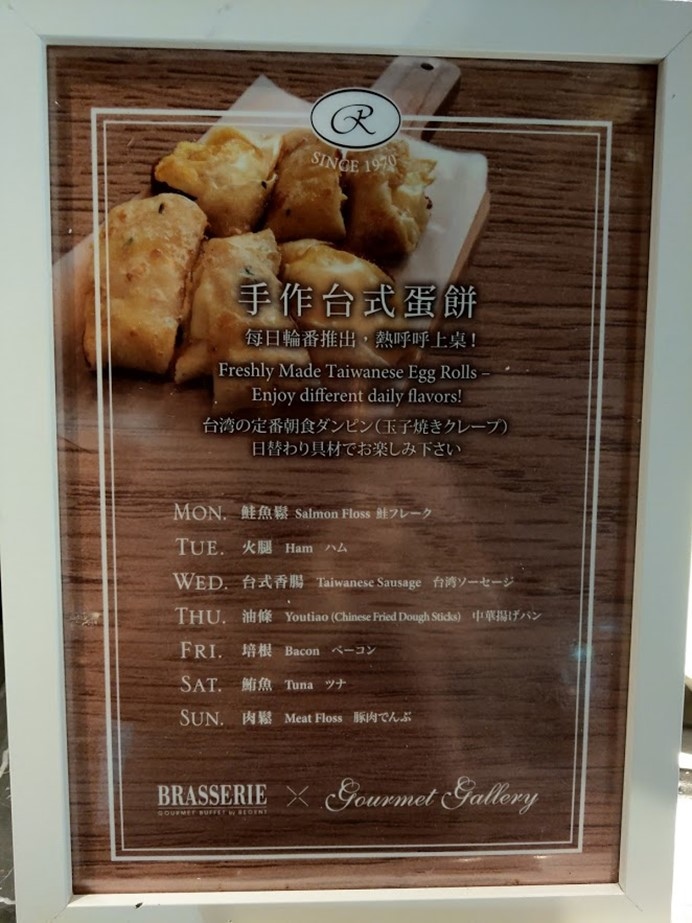 R
SINCE 1970
手作台式蛋餅
每日輪番推出，熱呼呼上桌！
Freshly Made Taiwanese Egg Rolls –
Enjoy different daily flavors!
台湾の定番朝食ダンピン（玉子焼きクレープ）
日替わり具材でお楽しみ下さい
MON. 鮭魚鬆 Salmon Floss 鮭フレーク
TUE. 火腿 Ham ハム
WED. 台式香腸 Taiwanese Sausage 台湾ソーセージ
THU. 油條 Youtiao (Chinese Fried Dough Sticks) 中華揚げパン
FRI. 培根 Bacon ベーコン
SAT. 鮪魚 Tuna ツナ
SUN. 肉鬆 Meat Floss 豚肉でんぶ
BRASSERIE × Gourmet Gallery
GOURMET BUFFET by REGENT